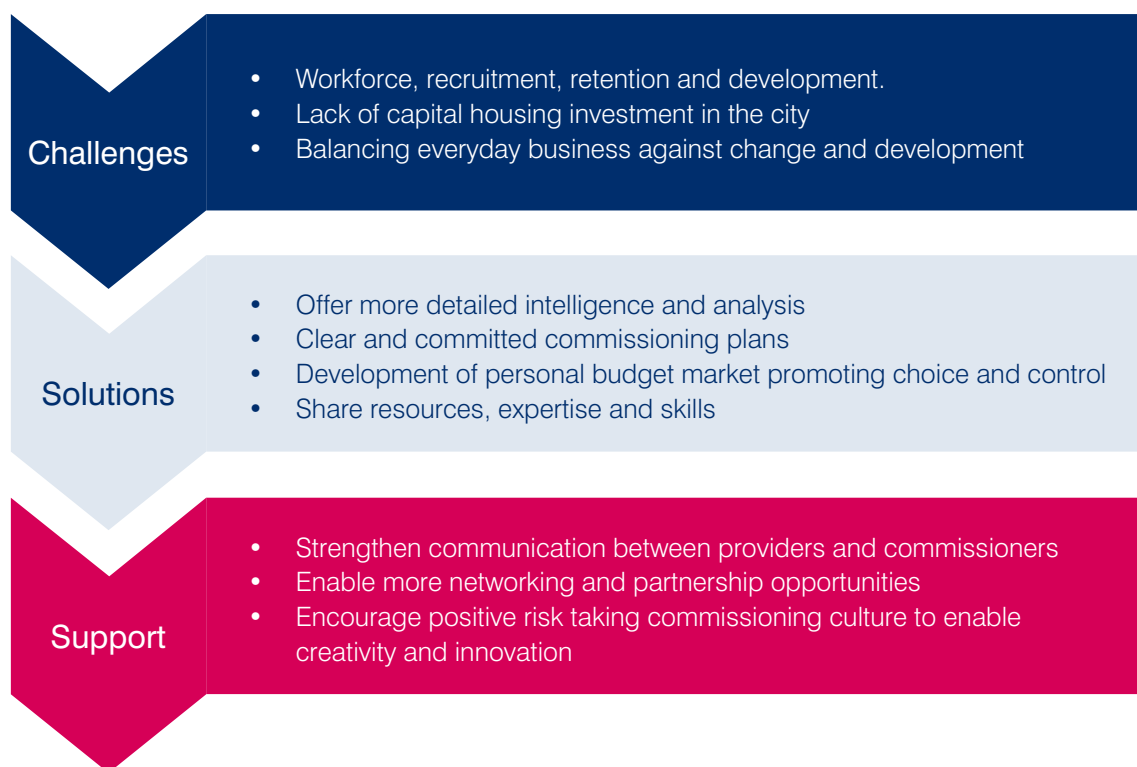 Challenges
• Workforce, recruitment, retention and development.
• Lack of capital housing investment in the city
• Balancing everyday business against change and development
Solutions
• Offer more detailed intelligence and analysis
• Clear and committed commissioning plans
• Development of personal budget market promoting choice and control
• Share resources, expertise and skills
Support
• Strengthen communication between providers and commissioners
• Enable more networking and partnership opportunities
• Encourage positive risk taking commissioning culture to enable
creativity and innovation